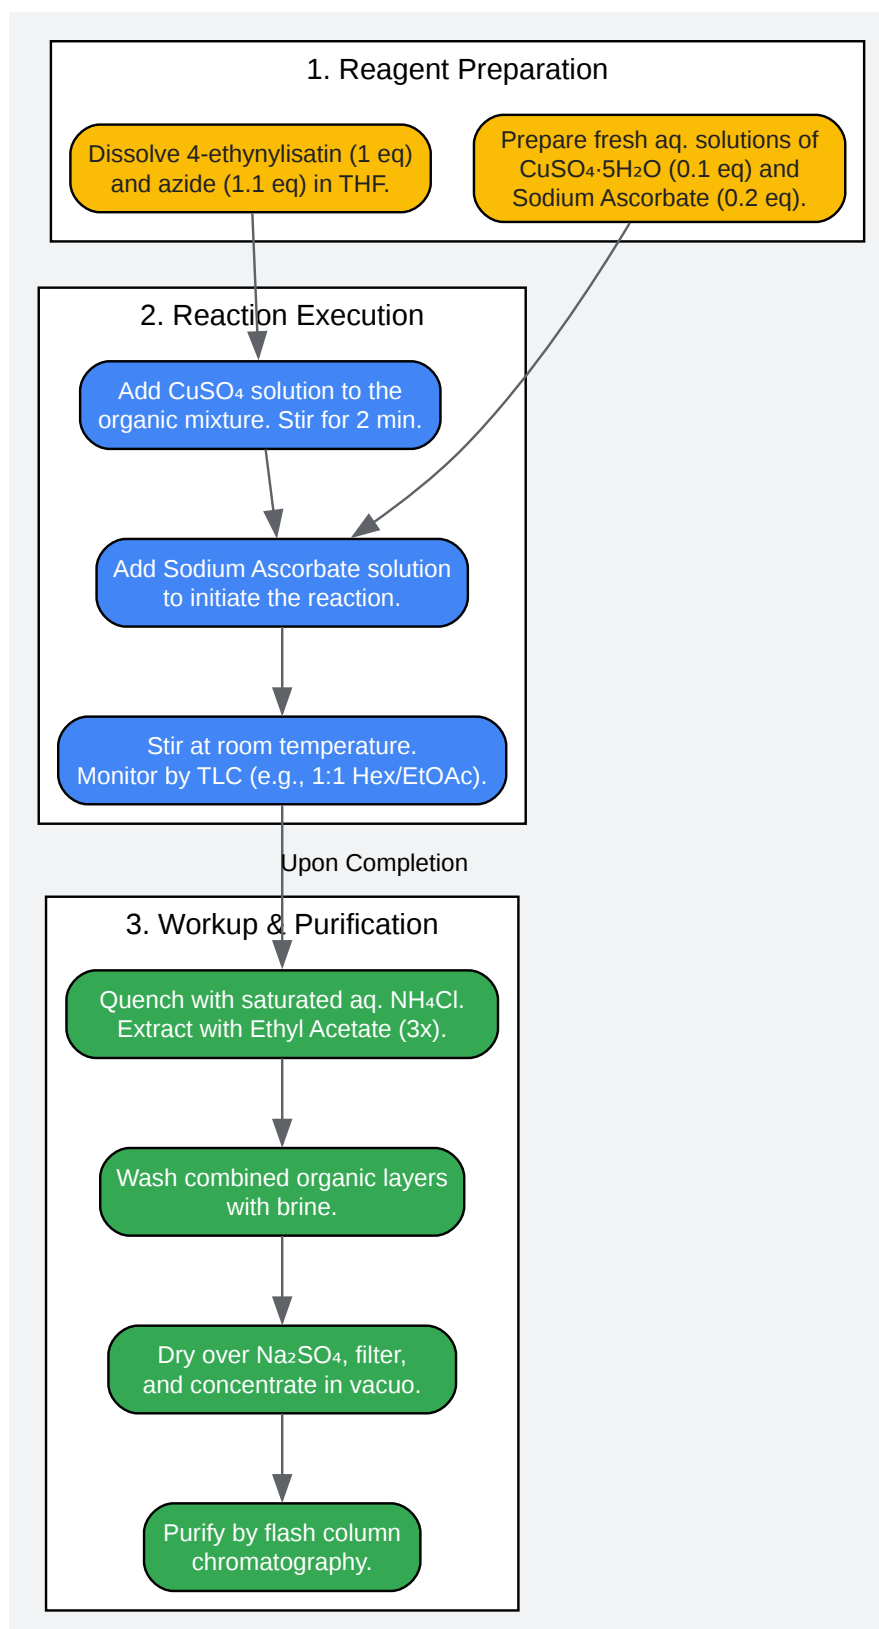 1. Reagent Preparation
Dissolve 4-ethynylisatin (1 eq)
and azide (1.1 eq) in THF.
Prepare fresh aq. solutions of
CuSO₄·5H₂O (0.1 eq) and
Sodium Ascorbate (0.2 eq).
2. Reaction Execution
Add CuSO₄ solution to the
organic mixture. Stir for 2 min.
Add Sodium Ascorbate solution
to initiate the reaction.
Stir at room temperature.
Monitor by TLC (e.g., 1:1 Hex/EtOAc).
Upon Completion
3. Workup & Purification
Quench with saturated aq. NH₄Cl.
Extract with Ethyl Acetate (3x).
Wash combined organic layers
with brine.
Dry over Na₂SO₄, filter,
and concentrate in vacuo.
Purify by flash column
chromatography.